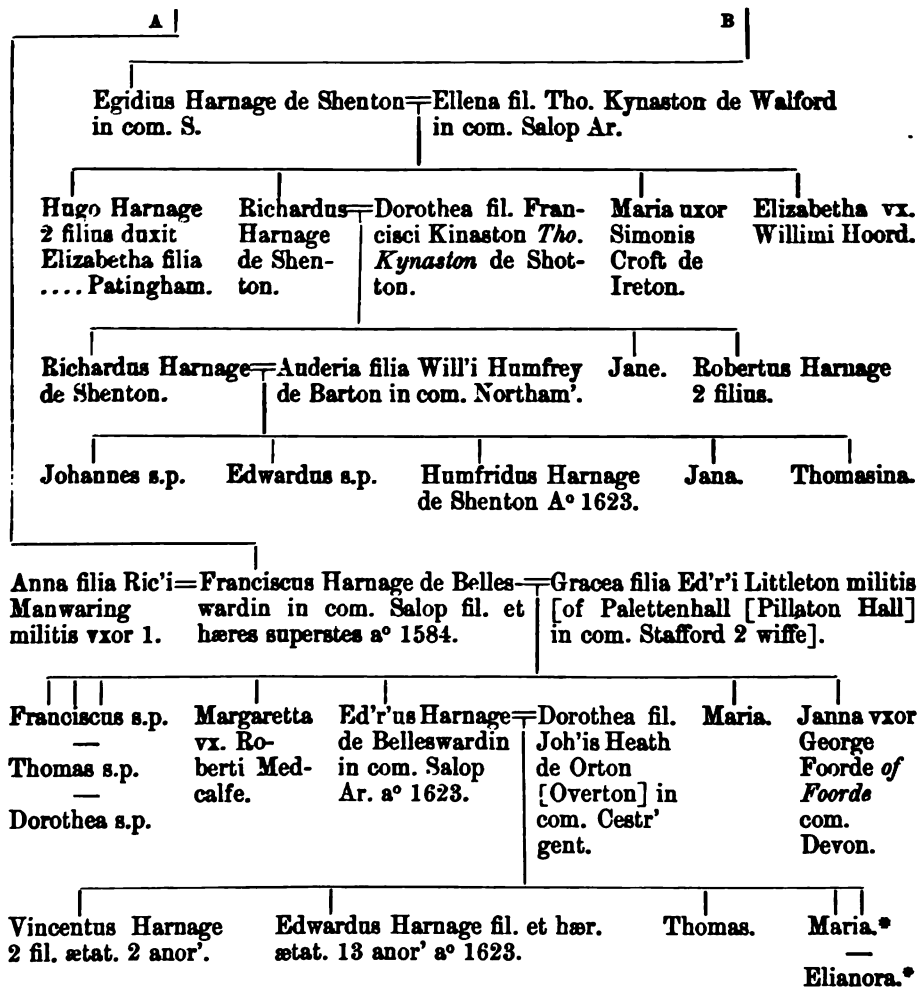 A B
Egidius Harnage de Shenton=Ellena fil. Tho. Kynaston de Walford
in com. S. in com. Salop Ar.
Hugo Harnage
2 filius duxit
Elizabetha filia
.... Patingham.
Richardus=
Harnage
de Shen-
ton.
Dorothea fil. Fran-
cisci Kinaston Tho.
Kynaston de Shot-
ton.
Maria uxor
Simonis
Croft de
Ireton.
Elizabetha vx.
Willimi Hoord.
Richardus Harnage=
de Shenton.
Auderia filia Will'i Humfrey
de Barton in com. Northam'.
Jane.
Robertus Harnage
2 filius.
Johannes s.p.
Edwardus s.p.
Humfridus Harnage
de Shenton Aº 1623.
Jana.
Thomasina.
Anna filia Ric'i=
Manwaring
militis vxor 1.
Franciscus Harnage de Belles-=
wardin in com. Salop fil. et
hæres superstes aº 1584.
Gracea filia Ed'r'i Littleton militis
[of Palettenhall [Pillaton Hall]
in com. Stafford 2 wiffe].
Franciscus s.p.
—
Thomas s.p.
—
Dorothea s.p.
Margaretta
vx. Ro-
berti Med-
calfe.
Ed'r'us Harnage=
de Belleswardin
in com. Salop
Ar. aº 1623.
Dorothea fil.
Joh'is Heath
de Orton
[Overton] in
com. Cestr'
gent.
Maria.
Janna vxor
George
Foorde of
Foorde
com.
Devon.
Vincentus Harnage
2 fil. ætat. 2 anor'.
Edwardus Harnage fil. et hær.
ætat. 13 anor' aº 1623.
Thomas.
Maria.*
—
Elianora.*